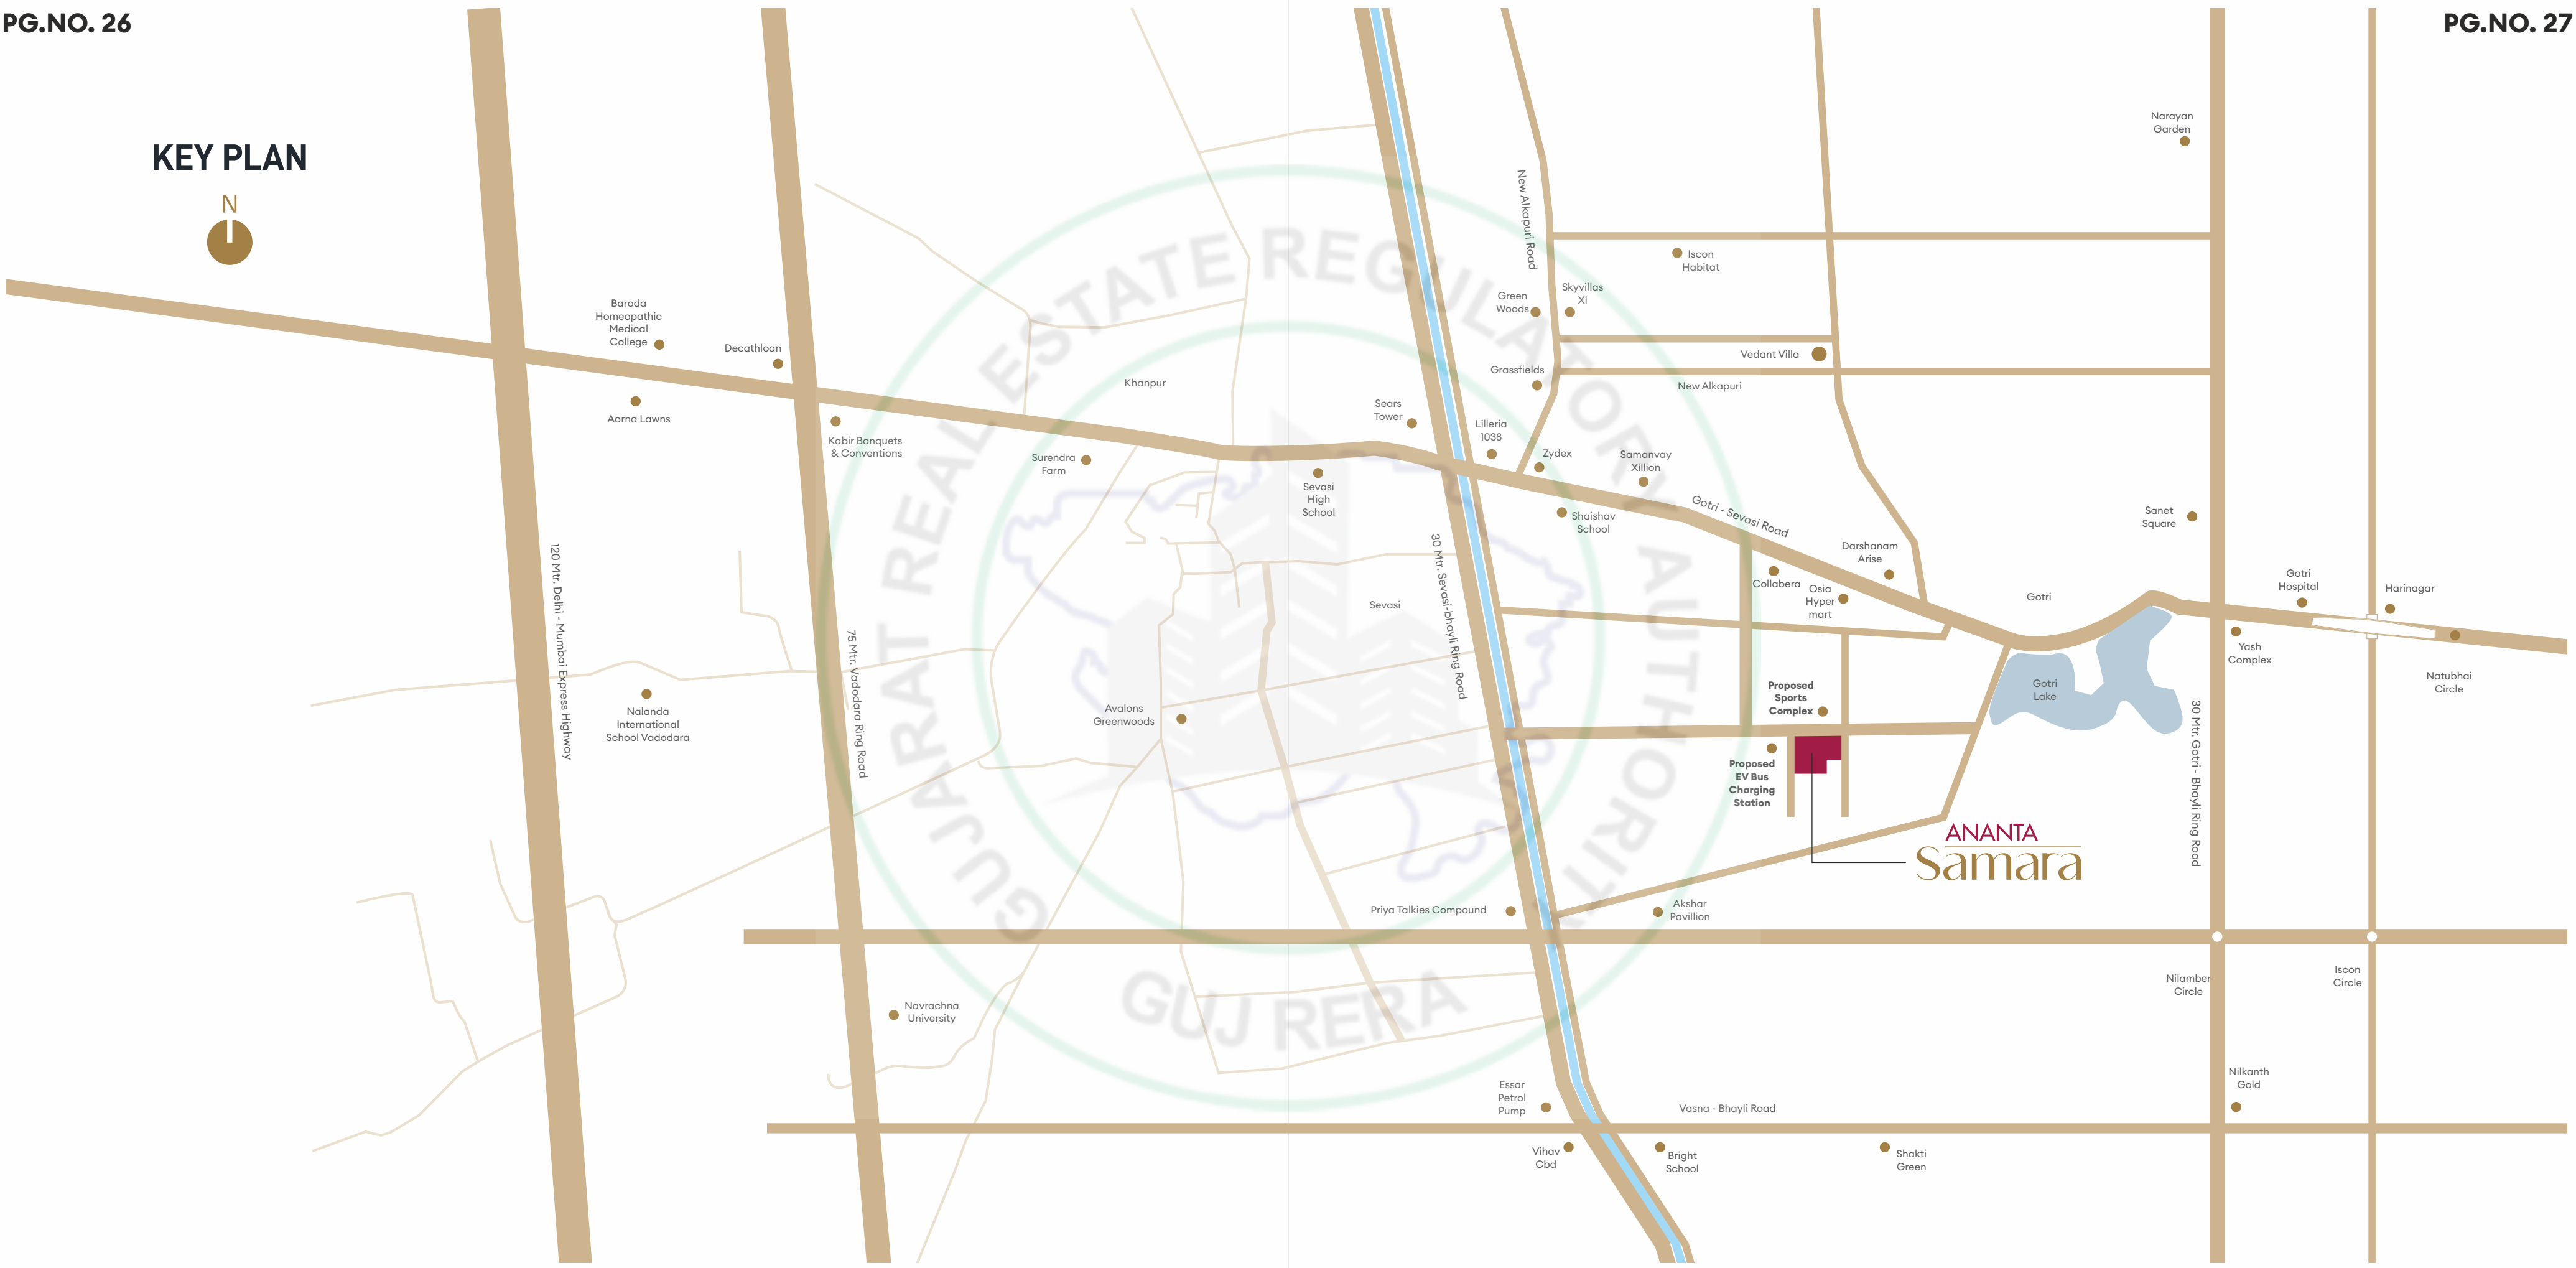 PG.NO. 26
PG.NO. 27
KEY PLAN
N
Baroda
Homeopathic
Medical
College
Decathloan
Aarna Lawns
Kabir Banquets
& Conventions
Khanpur
Surendra
Farm
Sevasi
High
School
Sears
Tower
Lilleria
1038
Zydex
Samanvay
Xillion
Shaishav
School
New Alkapuri Road
Green
Woods
Skyvillas
XI
Grassfields
Iscon
Habitat
Vedant Villa
New Alkapuri
Narayan
Garden
Sanet
Square
Gotri - Sevasi Road
Darshanam
Arise
Collabera
Osia
Hyper
mart
Gotri
Gotri
Hospital
Harinagar
Yash
Complex
Natubhai
Circle
Gotri
Lake
120 Mtr. Delhi - Mumbai Express Highway
75 Mtr. Vadodara Ring Road
30 Mtr. Sevasi-bhayli Ring Road
30 Mtr. Gotri - Bhayli Ring Road
Nalanda
International
School Vadodara
Sevasi
Avalons
Greenwoods
Proposed
Sports
Complex
Proposed
EV Bus
Charging
Station
ANANTA
Samara
Priya Talkies Compound
Akshar
Pavillion
Nilamber
Circle
Iscon
Circle
Navrachna
University
Essar
Petrol
Pump
Vasna - Bhayli Road
Nilkanth
Gold
Vihav
Cbd
Bright
School
Shakti
Green
GUJARAT REAL ESTATE REGULATORY AUTHORITY
GUJ RERA